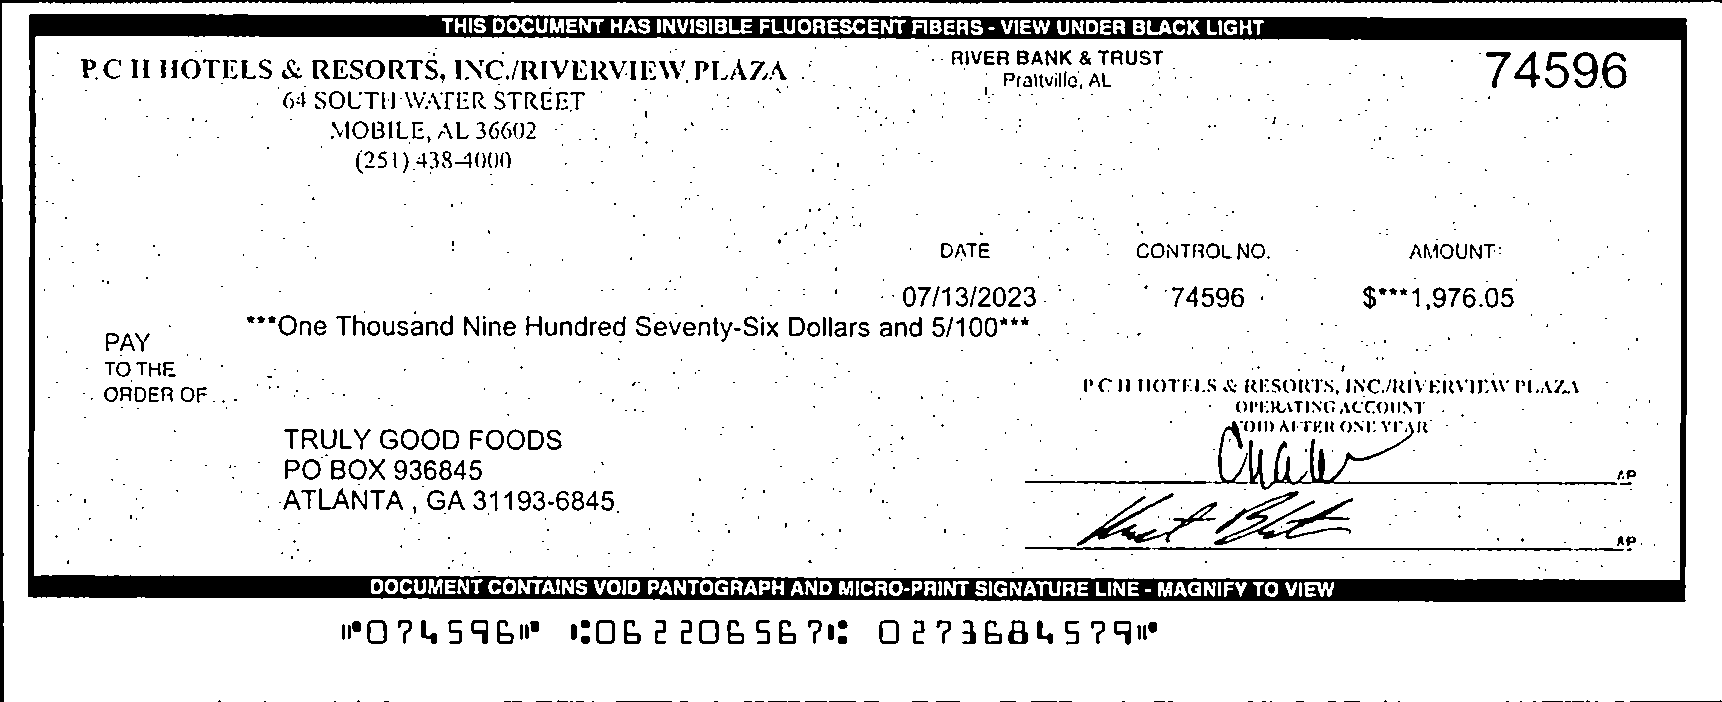 THIS DOCUMENT HAS INVISIBLE FLUORESCENT FIBERS - VIEW UNDER BLACK LIGHT
P C H HOTELS & RESORTS, INC./RIVERVIEW PLAZA
64 SOUTH WATER STREET
MOBILE, AL 36602
(251) 438-4000
RIVER BANK & TRUST
Prattville, AL
74596
DATE CONTROL NO. AMOUNT
07/13/2023 74596 $***1,976.05
***One Thousand Nine Hundred Seventy-Six Dollars and 5/100***
PAY
TO THE
ORDER OF
TRULY GOOD FOODS
PO BOX 936845
ATLANTA , GA 31193-6845
P C H HOTELS & RESORTS, INC./RIVERVIEW PLAZA
OPERATING ACCOUNT
VOID AFTER ONE YEAR
DOCUMENT CONTAINS VOID PANTOGRAPH AND MICRO-PRINT SIGNATURE LINE - MAGNIFY TO VIEW
⑈074596⑈ ⑆062206567⑆ 0273684579⑈